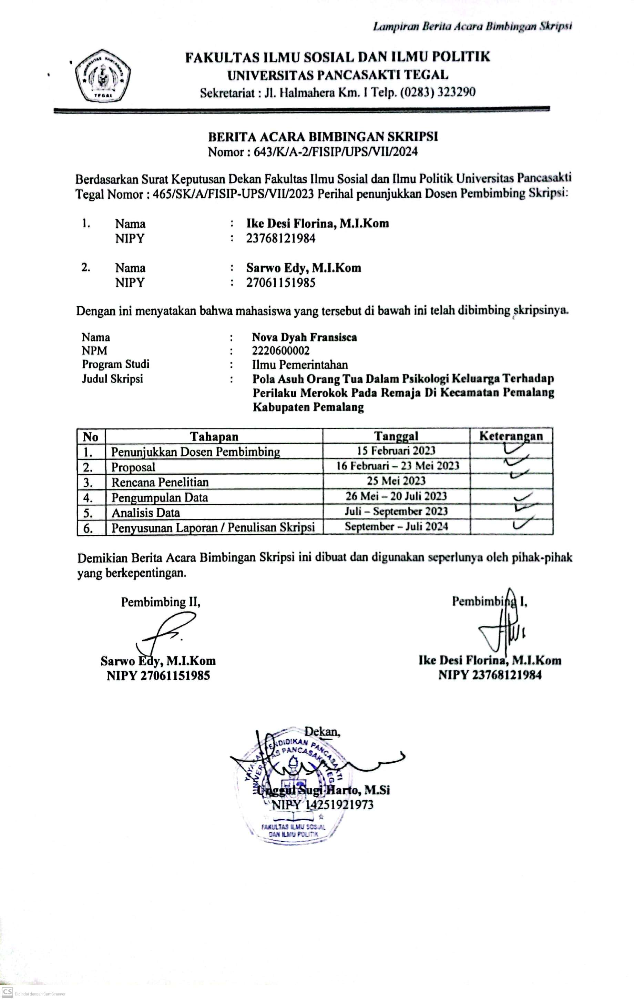 Lampiran Berita Acara Bimbingan Skripsi
UNIVERSITAS PANCASAKTI
TEGAL
FAKULTAS ILMU SOSIAL DAN ILMU POLITIK
UNIVERSITAS PANCASAKTI TEGAL
Sekretariat : Jl. Halmahera Km. I Telp. (0283) 323290
BERITA ACARA BIMBINGAN SKRIPSI
Nomor : 643/K/A-2/FISIP/UPS/VII/2024
Berdasarkan Surat Keputusan Dekan Fakultas Ilmu Sosial dan Ilmu Politik Universitas Pancasakti
Tegal Nomor : 465/SK/A/FISIP-UPS/VII/2023 Perihal penunjukkan Dosen Pembimbing Skripsi:
1. Nama : Ike Desi Florina, M.I.Kom
NIPY : 23768121984
2. Nama : Sarwo Edy, M.I.Kom
NIPY : 27061151985
Dengan ini menyatakan bahwa mahasiswa yang tersebut di bawah ini telah dibimbing skripsinya.
Nama : Nova Dyah Fransisca
NPM : 2220600002
Program Studi : Ilmu Pemerintahan
Judul Skripsi : Pola Asuh Orang Tua Dalam Psikologi Keluarga Terhadap
Perilaku Merokok Pada Remaja Di Kecamatan Pemalang
Kabupaten Pemalang
No Tahapan Tanggal Keterangan
1. Penunjukkan Dosen Pembimbing 15 Februari 2023
2. Proposal 16 Februari – 23 Mei 2023
3. Rencana Penelitian 25 Mei 2023
4. Pengumpulan Data 26 Mei – 20 Juli 2023
5. Analisis Data Juli – September 2023
6. Penyusunan Laporan / Penulisan Skripsi September – Juli 2024
Demikian Berita Acara Bimbingan Skripsi ini dibuat dan digunakan seperlunya oleh pihak-pihak
yang berkepentingan.
Pembimbing II, Pembimbing I,
Sarwo Edy, M.I.Kom Ike Desi Florina, M.I.Kom
NIPY 27061151985 NIPY 23768121984
Dekan,
YAYASAN PENDIDIKAN PANCASAKTI
UNIVERSITAS PANCASAKTI TEGAL
Unggul Sugi Harto, M.Si
NIPY 14251921973
FAKULTAS ILMU SOSIAL
DAN ILMU POLITIK
CS Dipindai dengan CamScanner